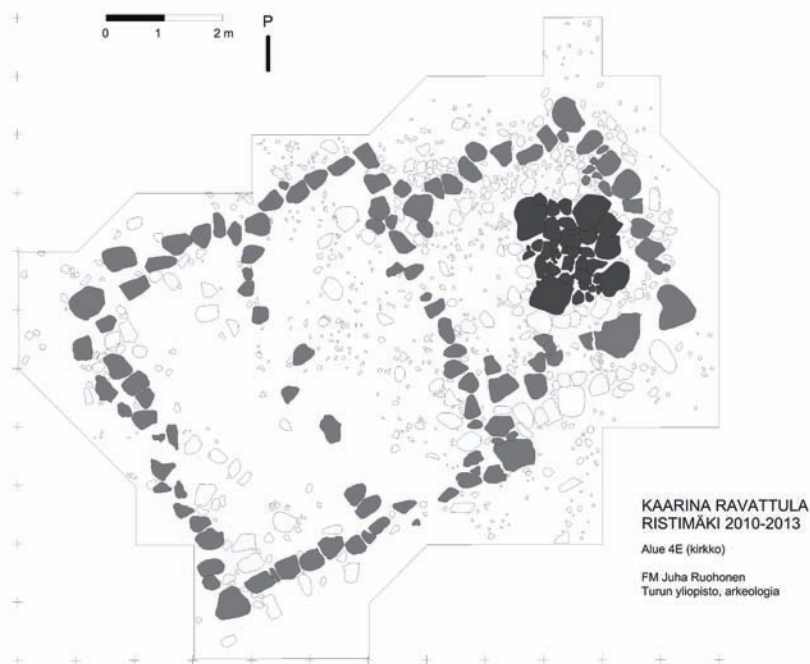 0 1 2 m
P
KAARINA RAVATTULA
RISTIMÄKI 2010-2013
Alue 4E (kirkko)
FM Juha Ruohonen
Turun yliopisto, arkeologia